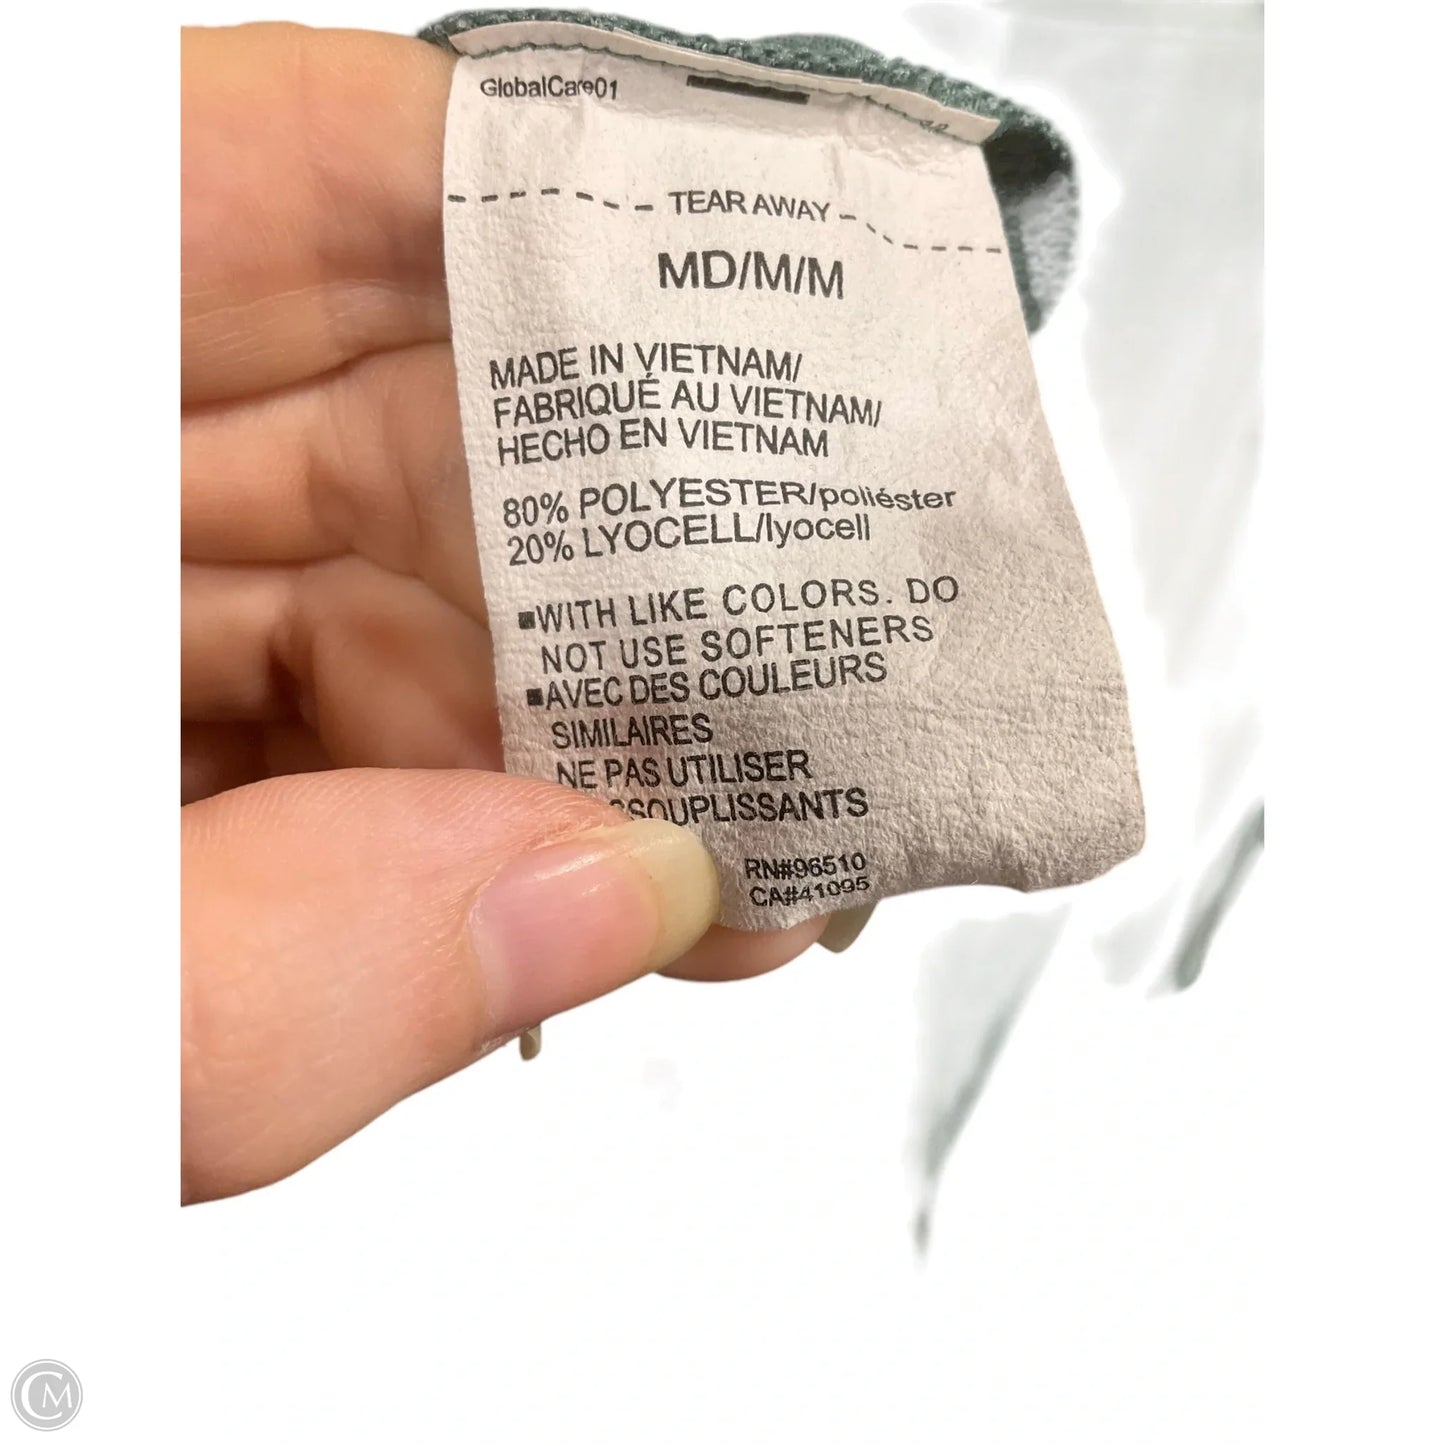 GlobalCare01
TEAR AWAY
MD/M/M
MADE IN VIETNAM/
FABRIQUÉ AU VIETNAM/
HECHO EN VIETNAM
80% POLYESTER/poliéster
20% LYOCELL/lyocell
■WITH LIKE COLORS. DO
NOT USE SOFTENERS
■AVEC DES COULEURS
SIMILAIRES
NE PAS UTILISER
RN#96510
CA#41095
CM